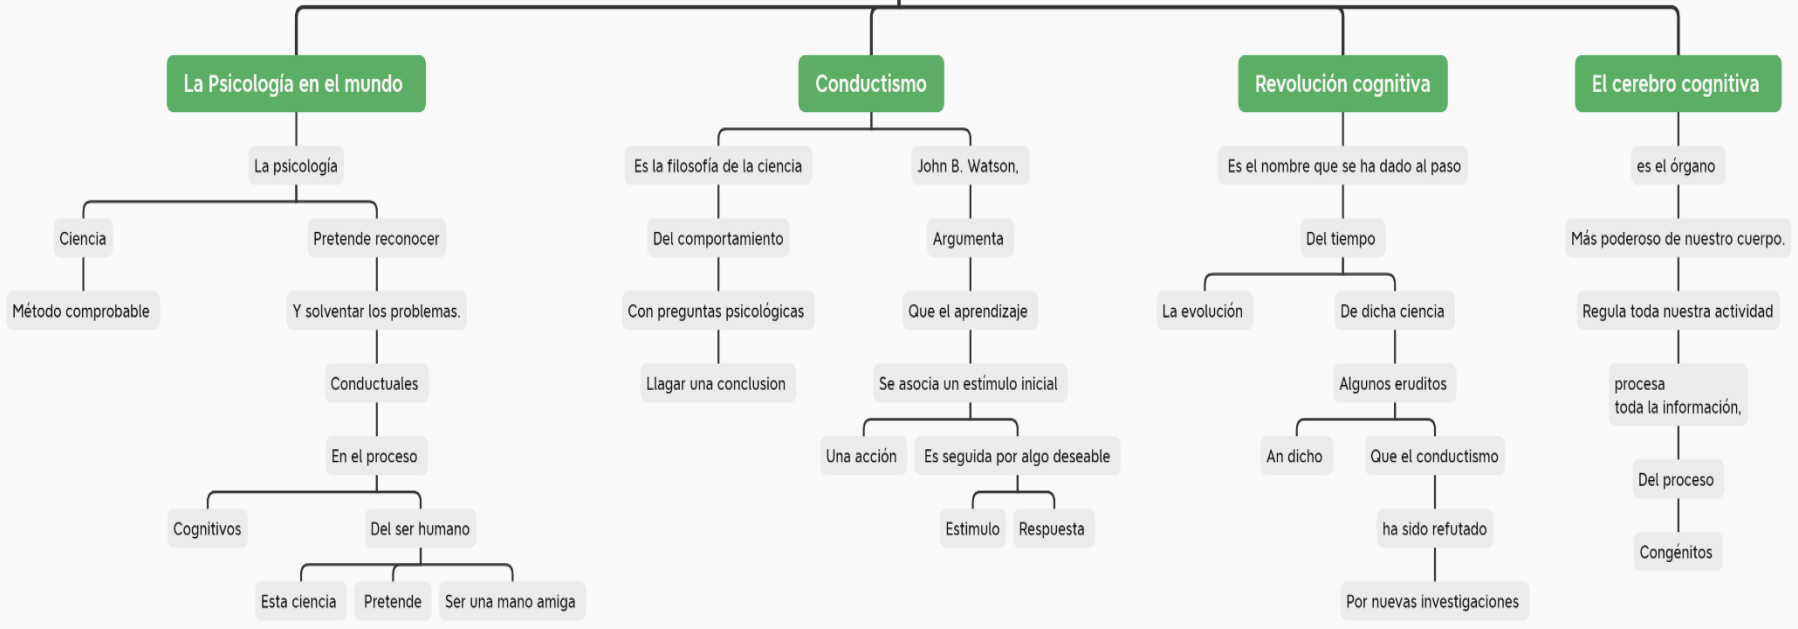 La Psicología en el mundo
Conductismo
Revolución cognitiva
El cerebro cognitiva
La psicología
Es la filosofía de la ciencia
John B. Watson,
Es el nombre que se ha dado al paso
es el órgano
Ciencia
Pretende reconocer
Del comportamiento
Argumenta
Del tiempo
Más poderoso de nuestro cuerpo.
Método comprobable
Y solventar los problemas.
Con preguntas psicológicas
Que el aprendizaje
La evolución
De dicha ciencia
Regula toda nuestra actividad
Conductuales
Llagar una conclusion
Se asocia un estímulo inicial
Algunos eruditos
procesa
toda la información,
En el proceso
Una acción
Es seguida por algo deseable
An dicho
Que el conductismo
Del proceso
Cognitivos
Del ser humano
Estimulo
Respuesta
ha sido refutado
Congénitos
Esta ciencia
Pretende
Ser una mano amiga
Por nuevas investigaciones